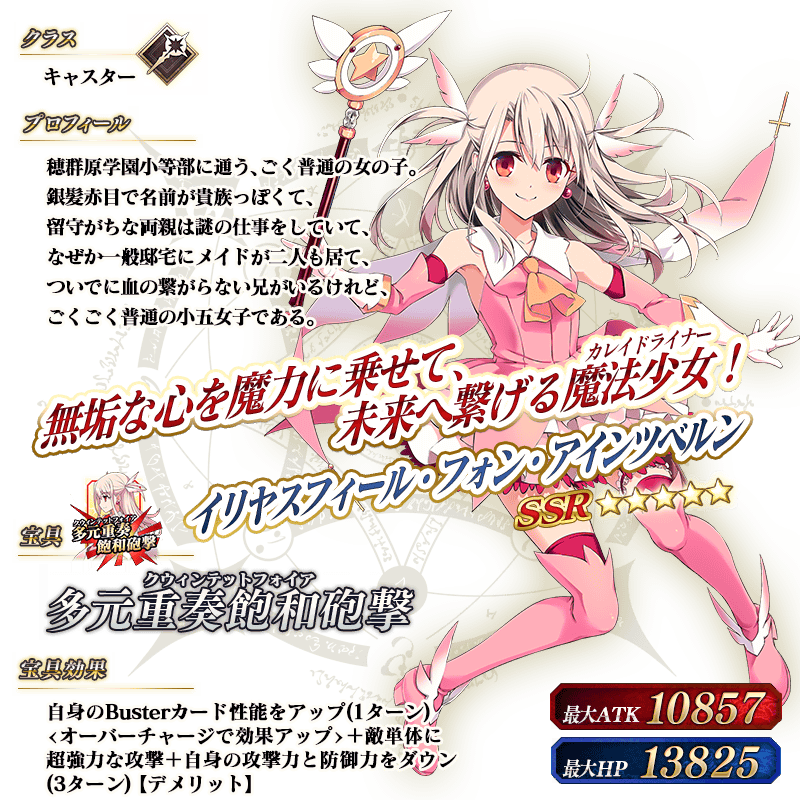 クラス
キャスター
プロフィール
穂群原学園小等部に通う、ごく普通の女の子。
銀髪赤目で名前が貴族っぽくて、
留守がちな両親は謎の仕事をしていて、
なぜか一般邸宅にメイドが二人も居て、
ついでに血の繋がらない兄がいるけれど、
ごくごく普通の小五女子である。
無垢な心を魔力に乗せて、
カレイドライナー
未来へ繋げる魔法少女！
イリヤスフィール・フォン・アインツベルン
SSR
宝具
クウィンテットフォイア
多元重奏
飽和砲撃
クウィンテットフォイア
多元重奏飽和砲撃
宝具効果
自身のBusterカード性能をアップ(1ターン)
<オーバーチャージで効果アップ>＋敵単体に
超強力な攻撃＋自身の攻撃力と防御力をダウン
(3ターン)【デメリット】
最大ATK 10857
最大HP 13825